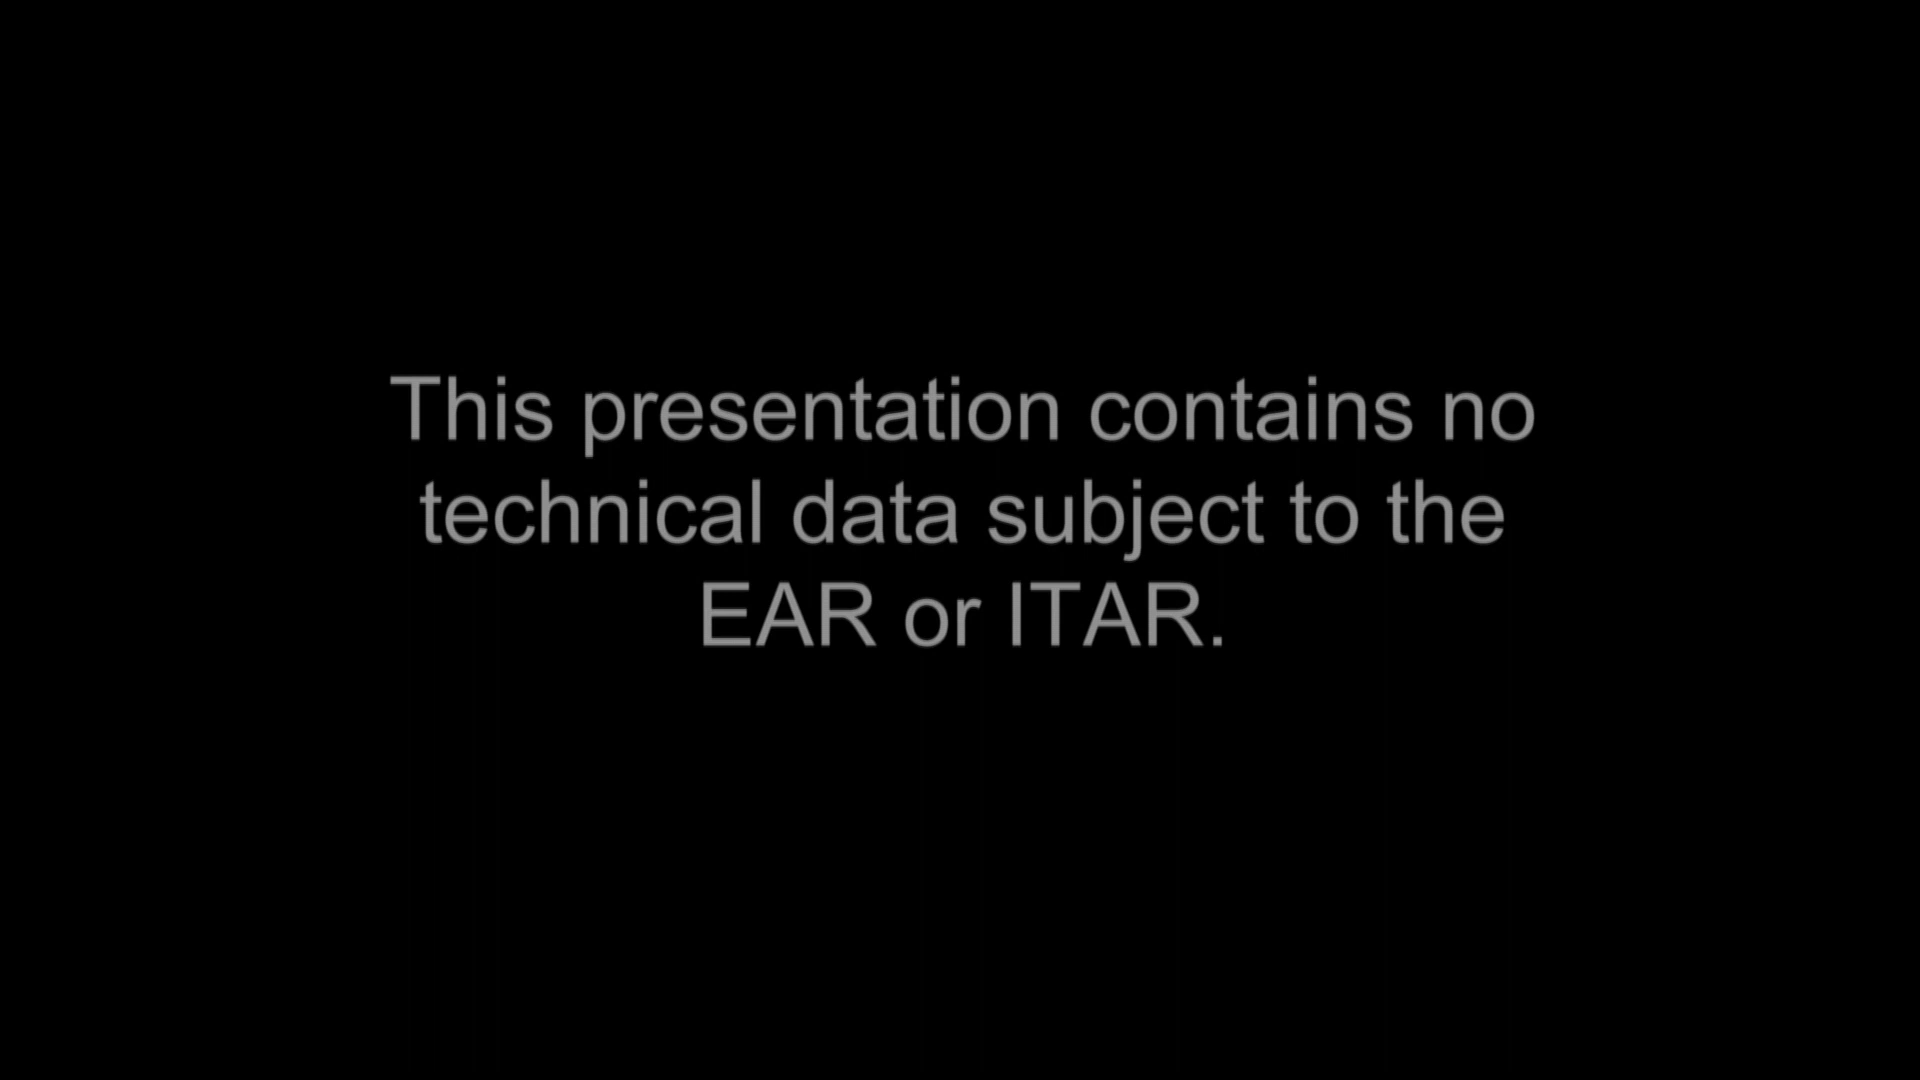 This presentation contains no
technical data subject to the
EAR or ITAR.